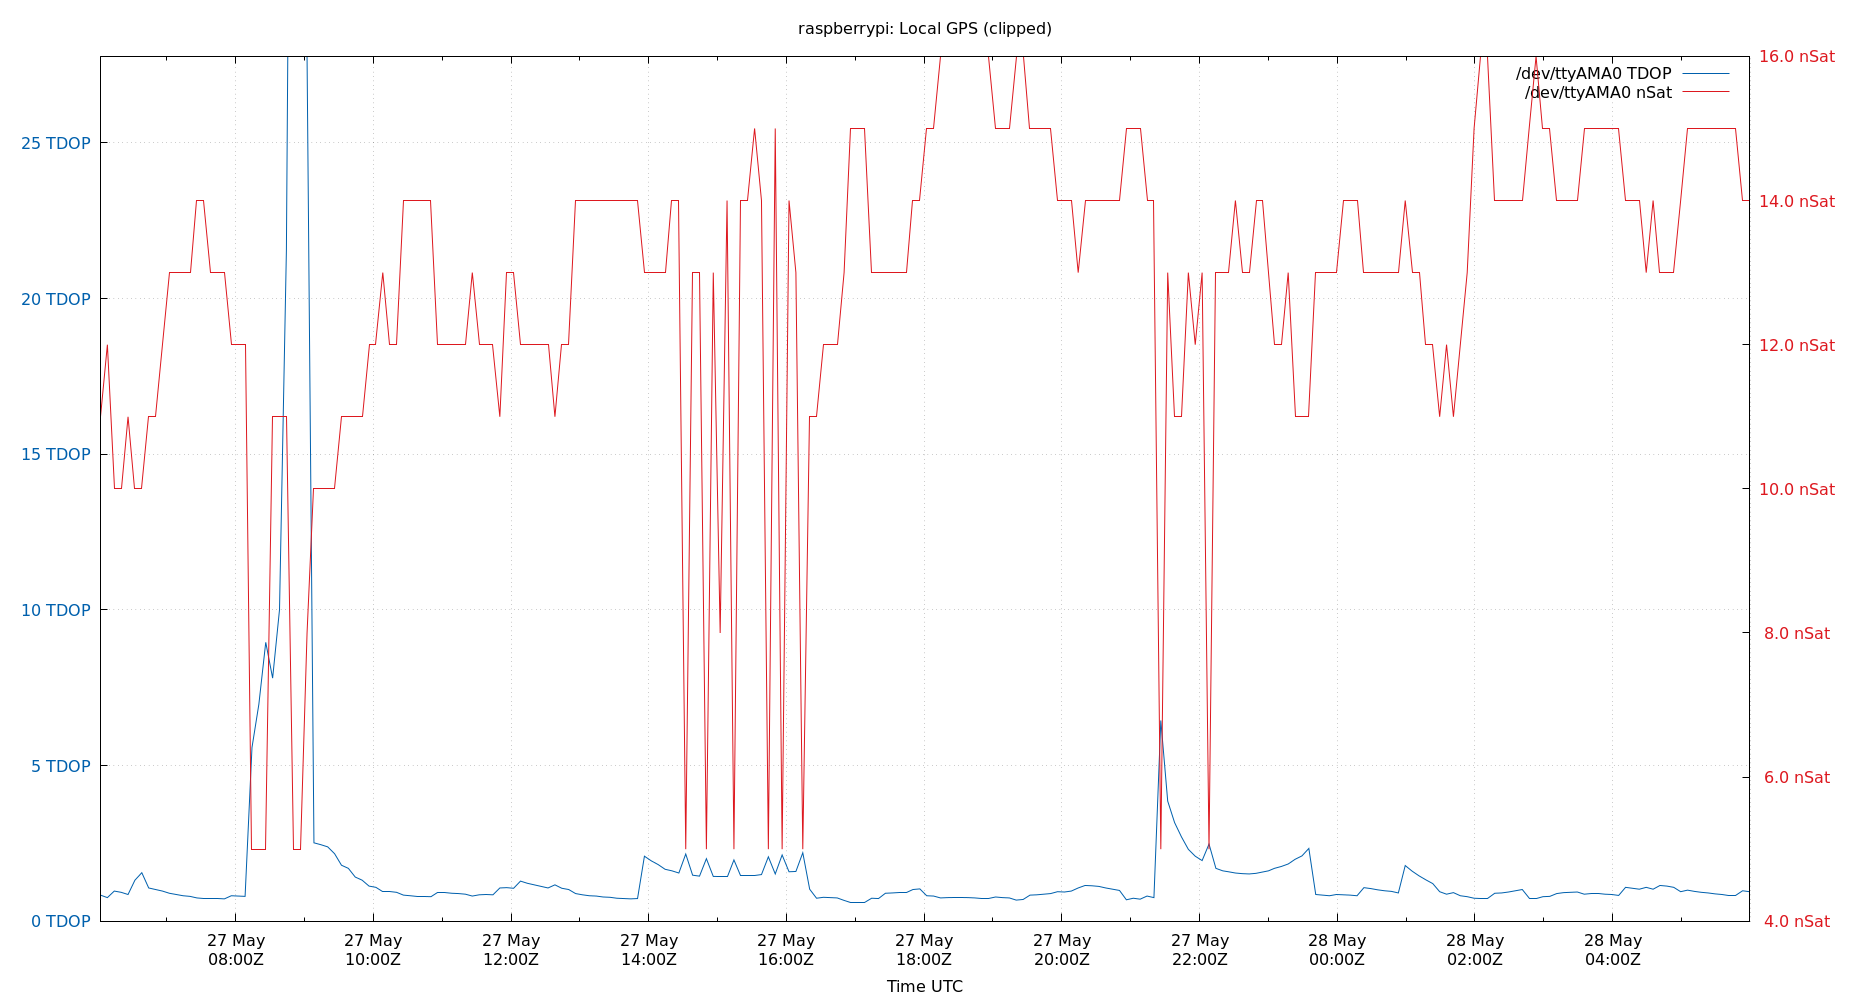 raspberrypi: Local GPS (clipped)
/dev/ttyAMA0 TDOP
/dev/ttyAMA0 nSat
25 TDOP
20 TDOP
15 TDOP
10 TDOP
5 TDOP
0 TDOP
16.0 nSat
14.0 nSat
12.0 nSat
10.0 nSat
8.0 nSat
6.0 nSat
4.0 nSat
27 May 27 May 27 May 27 May 27 May 27 May 27 May 27 May 28 May 28 May 28 May
08:00Z 10:00Z 12:00Z 14:00Z 16:00Z 18:00Z 20:00Z 22:00Z 00:00Z 02:00Z 04:00Z
Time UTC